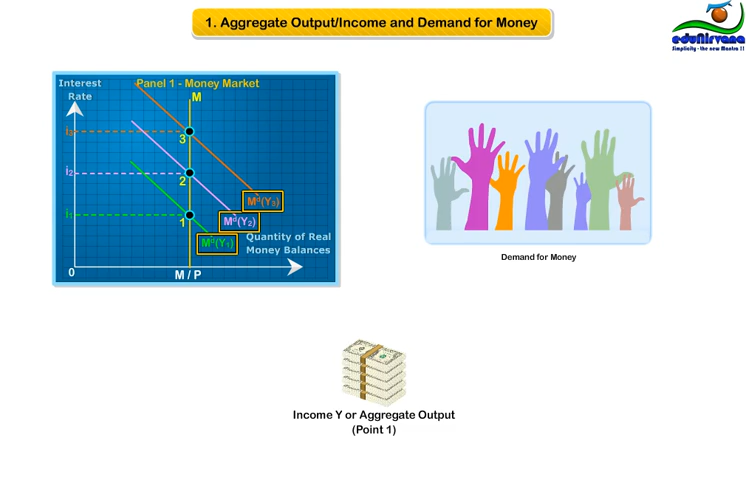 1. Aggregate Output/Income and Demand for Money
eduNirvana
Simplicity - the new Mantra !!
Interest
Rate
Panel 1 - Money Market
M
i₃
3
i₂
2
Mᵈ(Y₃)
i₁
1
Mᵈ(Y₂)
Mᵈ(Y₁)
Quantity of Real
Money Balances
0
M / P
Demand for Money
Income Y or Aggregate Output
(Point 1)